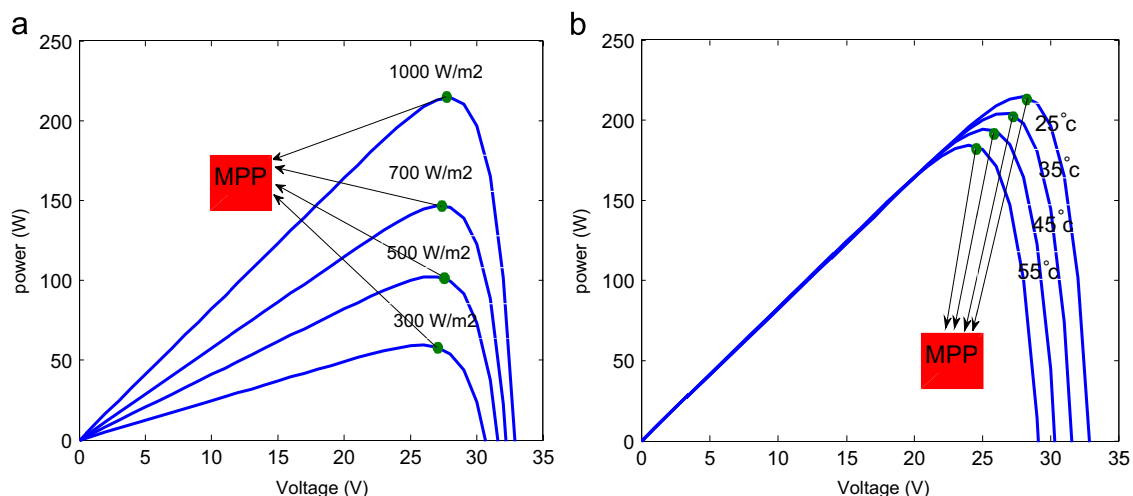 a
250
200
150
100
50
0
power (W)
1000 W/m2
700 W/m2
500 W/m2
300 W/m2
MPP
0 5 10 15 20 25 30 35
Voltage (V)
b
250
200
150
100
50
0
power (W)
25°c
35°c
45°c
55°c
MPP
0 5 10 15 20 25 30 35
Voltage (V)